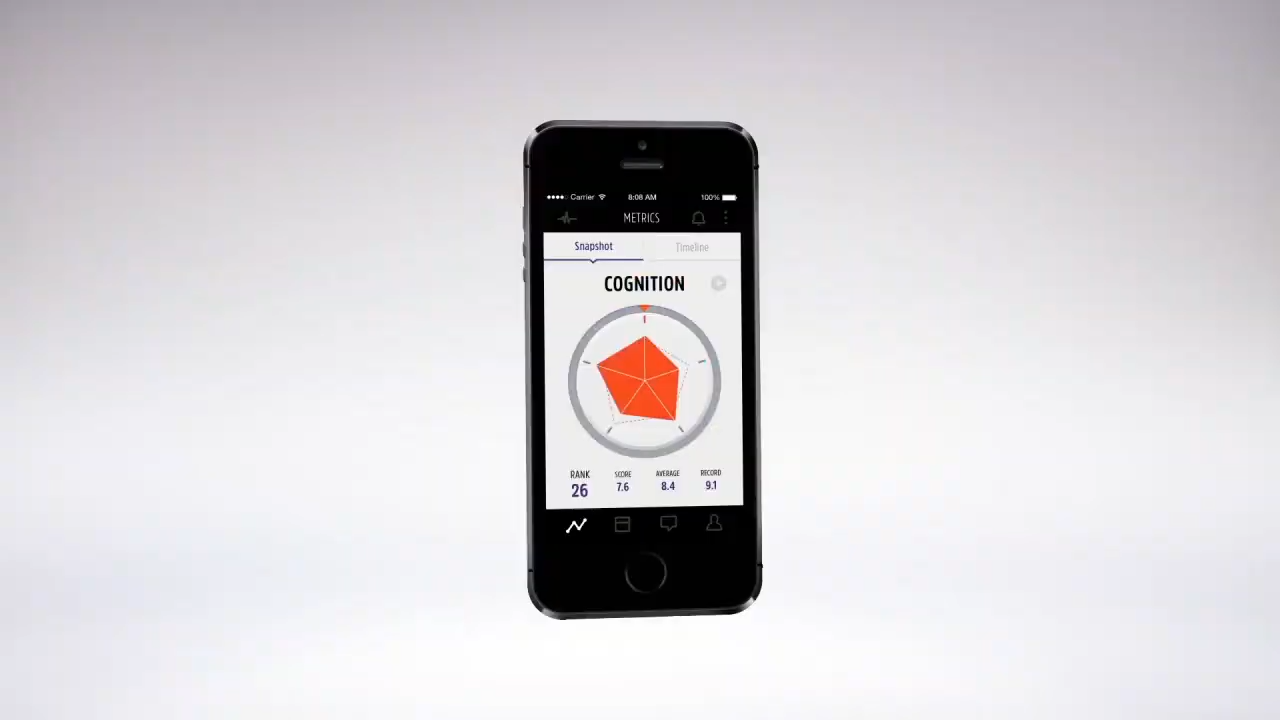 Carrier 8:08 AM 100%
METRICS
Snapshot Timeline
COGNITION
RANK SCORE AVERAGE RECORD
26 7.6 8.4 9.1